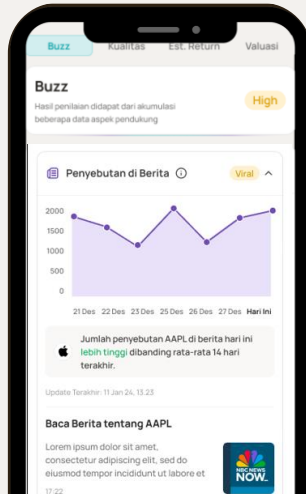 Buzz Kualitas Est. Return Valuasi
Buzz
Hasil penilaian didapat dari akumulasi
beberapa data aspek pendukung
High
Penyebutan di Berita
Viral
2000
1500
1000
500
0
21 Des 22 Des 23 Des 25 Des 26 Des 27 Des Hari Ini
Jumlah penyebutan AAPL di berita hari ini
lebih tinggi dibanding rata-rata 14 hari
terakhir.
Update Terakhir: 11 Jan 24, 13.23
Baca Berita tentang AAPL
Lorem ipsum dolor sit amet,
consectetur adipiscing elit, sed do
eiusmod tempor incididunt ut labore et
NBC NEWS
NOW
17:22